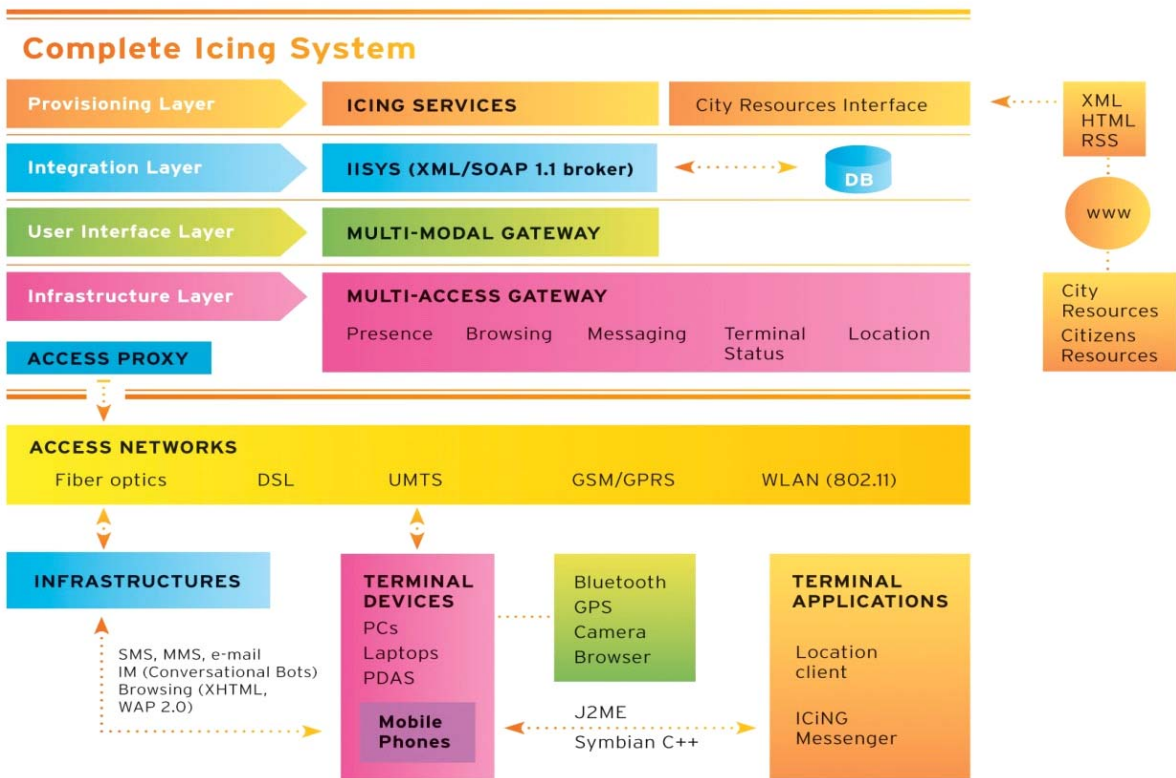 Complete Icing System
Provisioning Layer
ICING SERVICES
City Resources Interface
XML
HTML
RSS
Integration Layer
IISYS (XML/SOAP 1.1 broker)
DB
www
User Interface Layer
MULTI-MODAL GATEWAY
Infrastructure Layer
MULTI-ACCESS GATEWAY
Presence Browsing Messaging Terminal Status Location
City
Resources
Citizens
Resources
ACCESS PROXY
ACCESS NETWORKS
Fiber optics DSL UMTS GSM/GPRS WLAN (802.11)
INFRASTRUCTURES
SMS, MMS, e-mail
IM (Conversational Bots)
Browsing (XHTML,
WAP 2.0)
TERMINAL
DEVICES
PCs
Laptops
PDAS
Mobile
Phones
Bluetooth
GPS
Camera
Browser
J2ME
Symbian C++
TERMINAL
APPLICATIONS
Location
client
ICiNG
Messenger